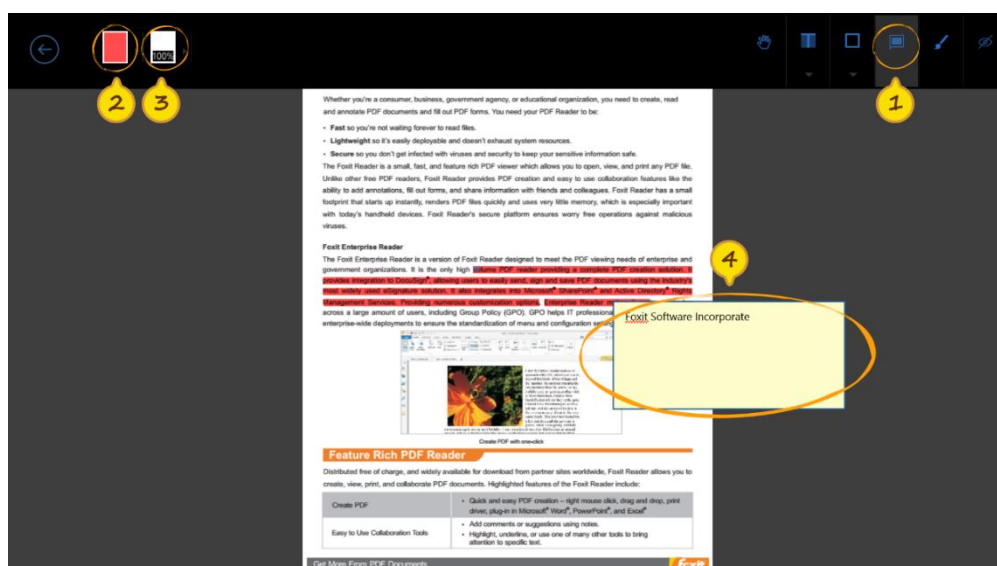 100%
2
3
1
Whether you're a consumer, business, government agency, or educational organization, you need to create, read
and annotate PDF documents and fill out PDF forms. You need your PDF Reader to be:
• Fast so you're not waiting forever to read files.
• Lightweight so it's easily deployable and doesn't exhaust system resources.
• Secure so you don't get infected with viruses and security to keep your sensitive information safe.
The Foxit Reader is a small, fast, and feature rich PDF viewer which allows you to open, view, and print any PDF file.
Unlike other free PDF readers, Foxit Reader provides PDF creation and easy to use collaboration features like the
ability to add annotations, fill out forms, and share information with friends and colleagues. Foxit Reader has a small
footprint that starts up instantly, renders PDF files quickly and uses very little memory, which is especially important
with today's handheld devices. Foxit Reader's secure platform ensures worry free operations against malicious
viruses.
Foxit Enterprise Reader
The Foxit Enterprise Reader is a version of Foxit Reader designed to meet the PDF viewing needs of enterprise and
government organizations. It is the only high volume PDF reader providing a complete PDF creation solution. It
provides integration to DocuSign®, allowing users to easily send, sign and save PDF documents using the industry's
most widely used eSignature solution. It also integrates into Microsoft® SharePoint® and Active Directory® Rights
Management Services. Providing numerous customization options, Enterprise Reader
across a large amount of users, including Group Policy (GPO). GPO helps IT
enterprise-wide deployments to ensure the standardization of menu and configuration
4
Foxit Software Incorporate
Create PDF with one-click
Feature Rich PDF Reader
Distributed free of charge, and widely available for download from partner sites worldwide, Foxit Reader allows you to
create, view, print, and collaborate PDF documents. Highlighted features of the Foxit Reader include:
Create PDF
• Quick and easy PDF creation – right mouse click, drag and drop, print
driver, plug-in in Microsoft® Word®, PowerPoint®, and Excel®
Easy to Use Collaboration Tools
• Add comments or suggestions using notes.
• Highlight, underline, or use one of many other tools to bring
attention to specific text.
Get More From PDF Documents
Foxit